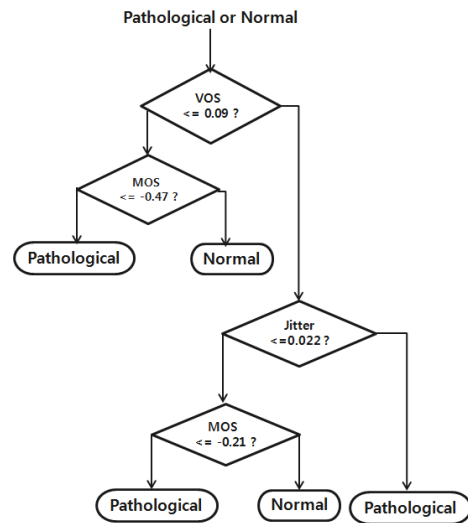 Pathological or Normal
VOS
<= 0.09 ?
MOS
<= -0.47 ?
Pathological
Normal
Jitter
<=0.022 ?
MOS
<= -0.21 ?
Pathological
Normal
Pathological